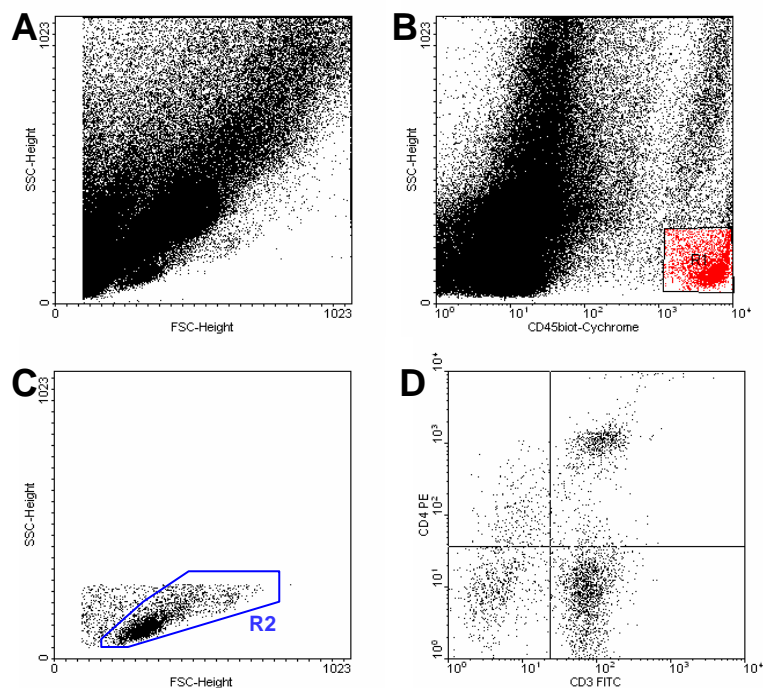 A
1023
SSC-Height
0
0
FSC-Height
1023
B
1023
SSC-Height
R1
0
10⁰
10¹
10²
10³
10⁴
CD45biot-Cychrome
C
1023
SSC-Height
R2
0
0
FSC-Height
1023
D
10⁴
10³
CD4 PE
10²
10¹
10⁰
10⁰
10¹
10²
10³
10⁴
CD3 FITC